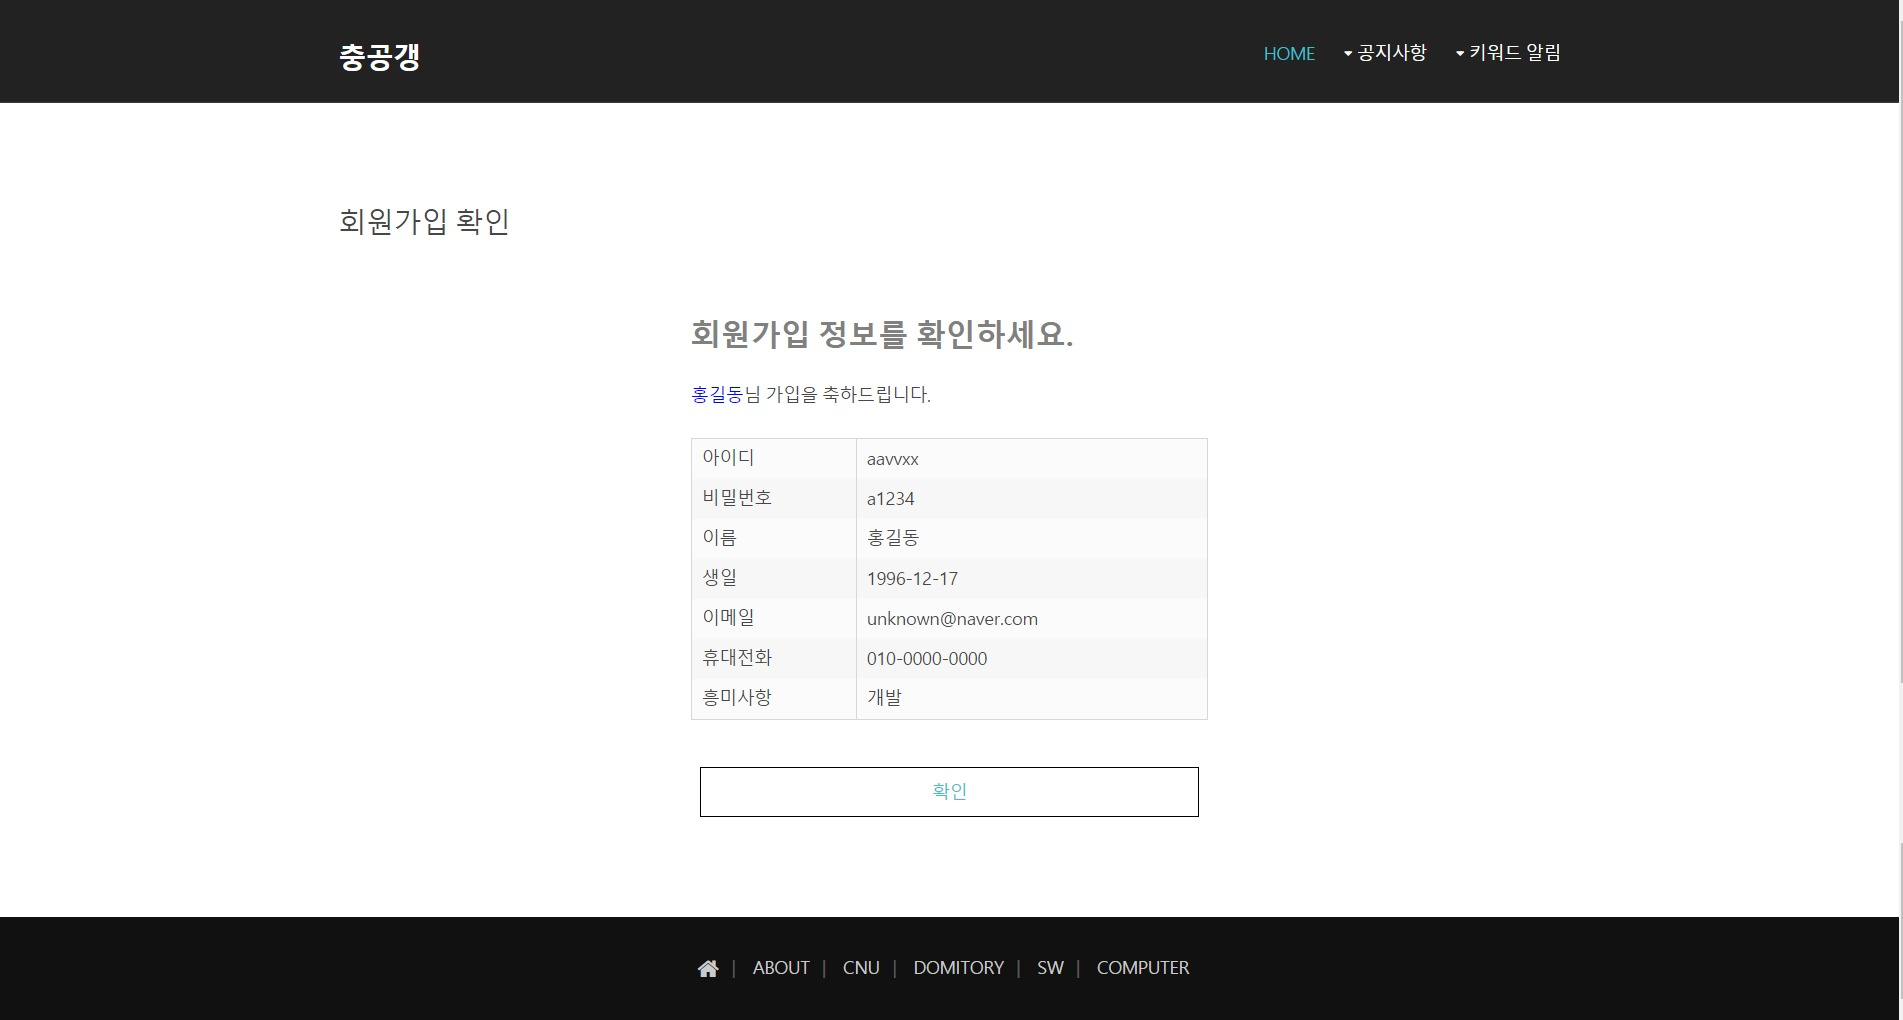 충공갱
HOME 공지사항 키워드 알림
회원가입 확인
회원가입 정보를 확인하세요.
홍길동님 가입을 축하드립니다.
아이디 aavvxx
비밀번호 a1234
이름 홍길동
생일 1996-12-17
이메일 unknown@naver.com
휴대전화 010-0000-0000
흥미사항 개발
확인
| ABOUT | CNU | DOMITORY | SW | COMPUTER